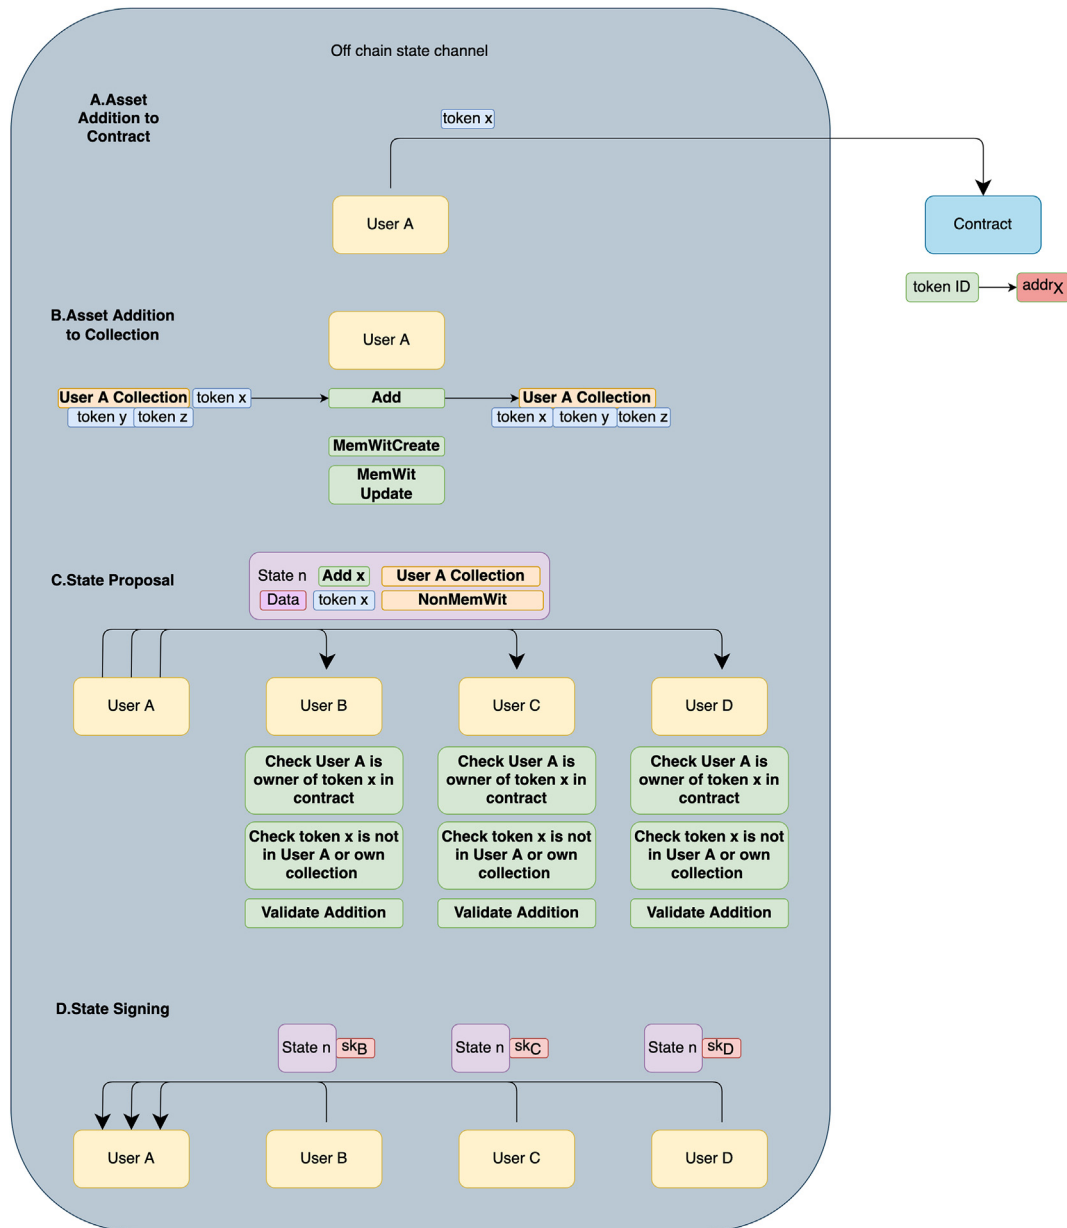 Off chain state channel
A.Asset
Addition to
Contract
token x
User A
Contract
token ID
addrX
B.Asset Addition
to Collection
User A
User A Collection token x
token y token z
Add
User A Collection
token x token y token z
MemWitCreate
MemWit
Update
C.State Proposal
State n Add x User A Collection
Data token x NonMemWit
User A
User B
User C
User D
Check User A is
owner of token x in
contract
Check User A is
owner of token x in
contract
Check User A is
owner of token x in
contract
Check token x is not
in User A or own
collection
Check token x is not
in User A or own
collection
Check token x is not
in User A or own
collection
Validate Addition
Validate Addition
Validate Addition
D.State Signing
State n skB
State n skC
State n skD
User A
User B
User C
User D